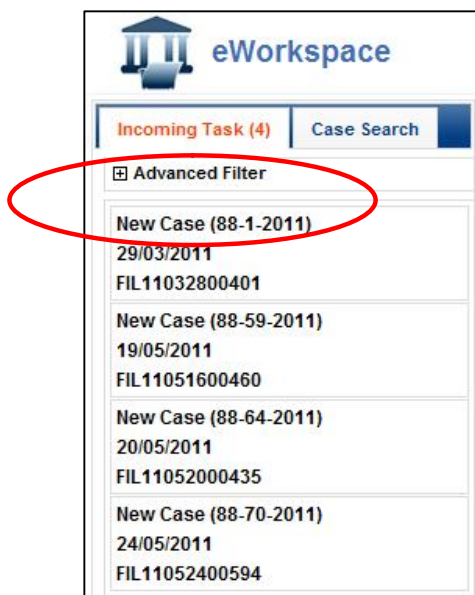 eWorkspace
Incoming Task (4) Case Search
Advanced Filter
New Case (88-1-2011)
29/03/2011
FIL11032800401
New Case (88-59-2011)
19/05/2011
FIL11051600460
New Case (88-64-2011)
20/05/2011
FIL11052000435
New Case (88-70-2011)
24/05/2011
FIL11052400594